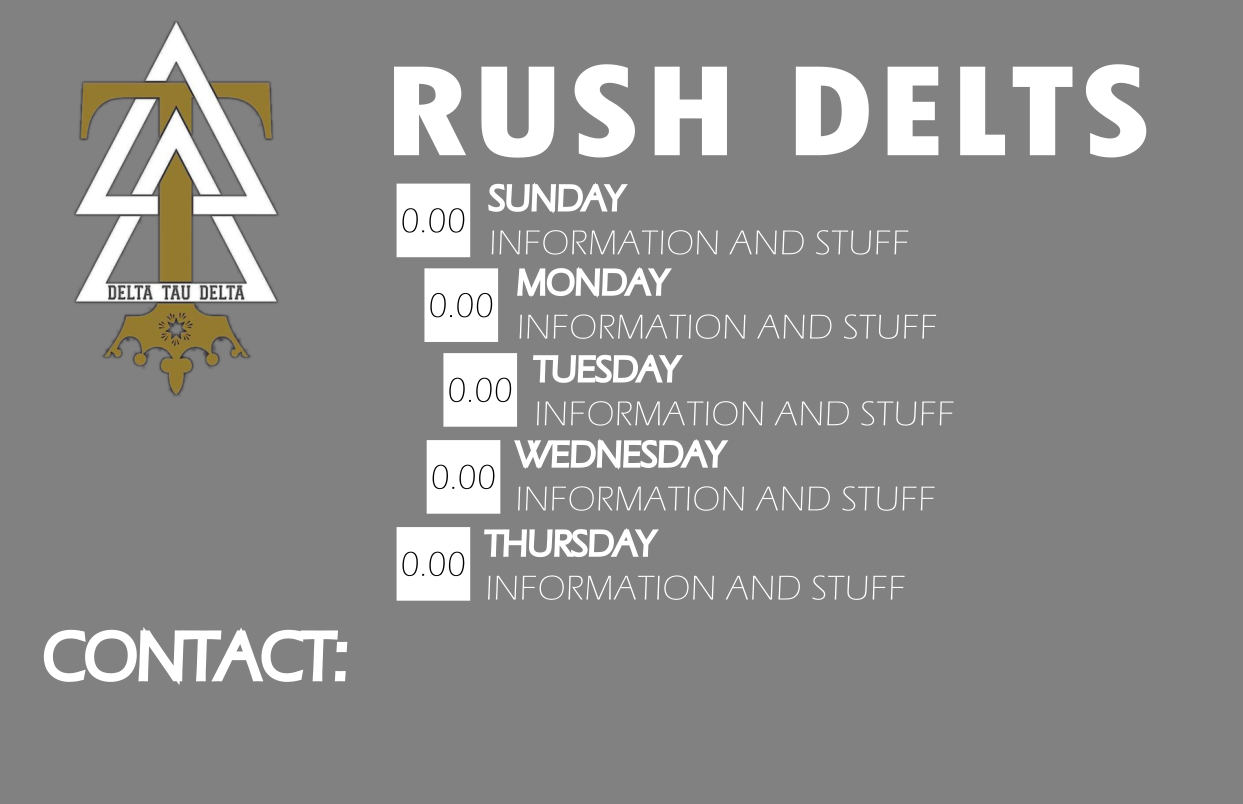 RUSH DELTS
DELTA TAU DELTA
0.00
SUNDAY
INFORMATION AND STUFF
0.00
MONDAY
INFORMATION AND STUFF
0.00
TUESDAY
INFORMATION AND STUFF
0.00
WEDNESDAY
INFORMATION AND STUFF
0.00
THURSDAY
INFORMATION AND STUFF
CONTACT: